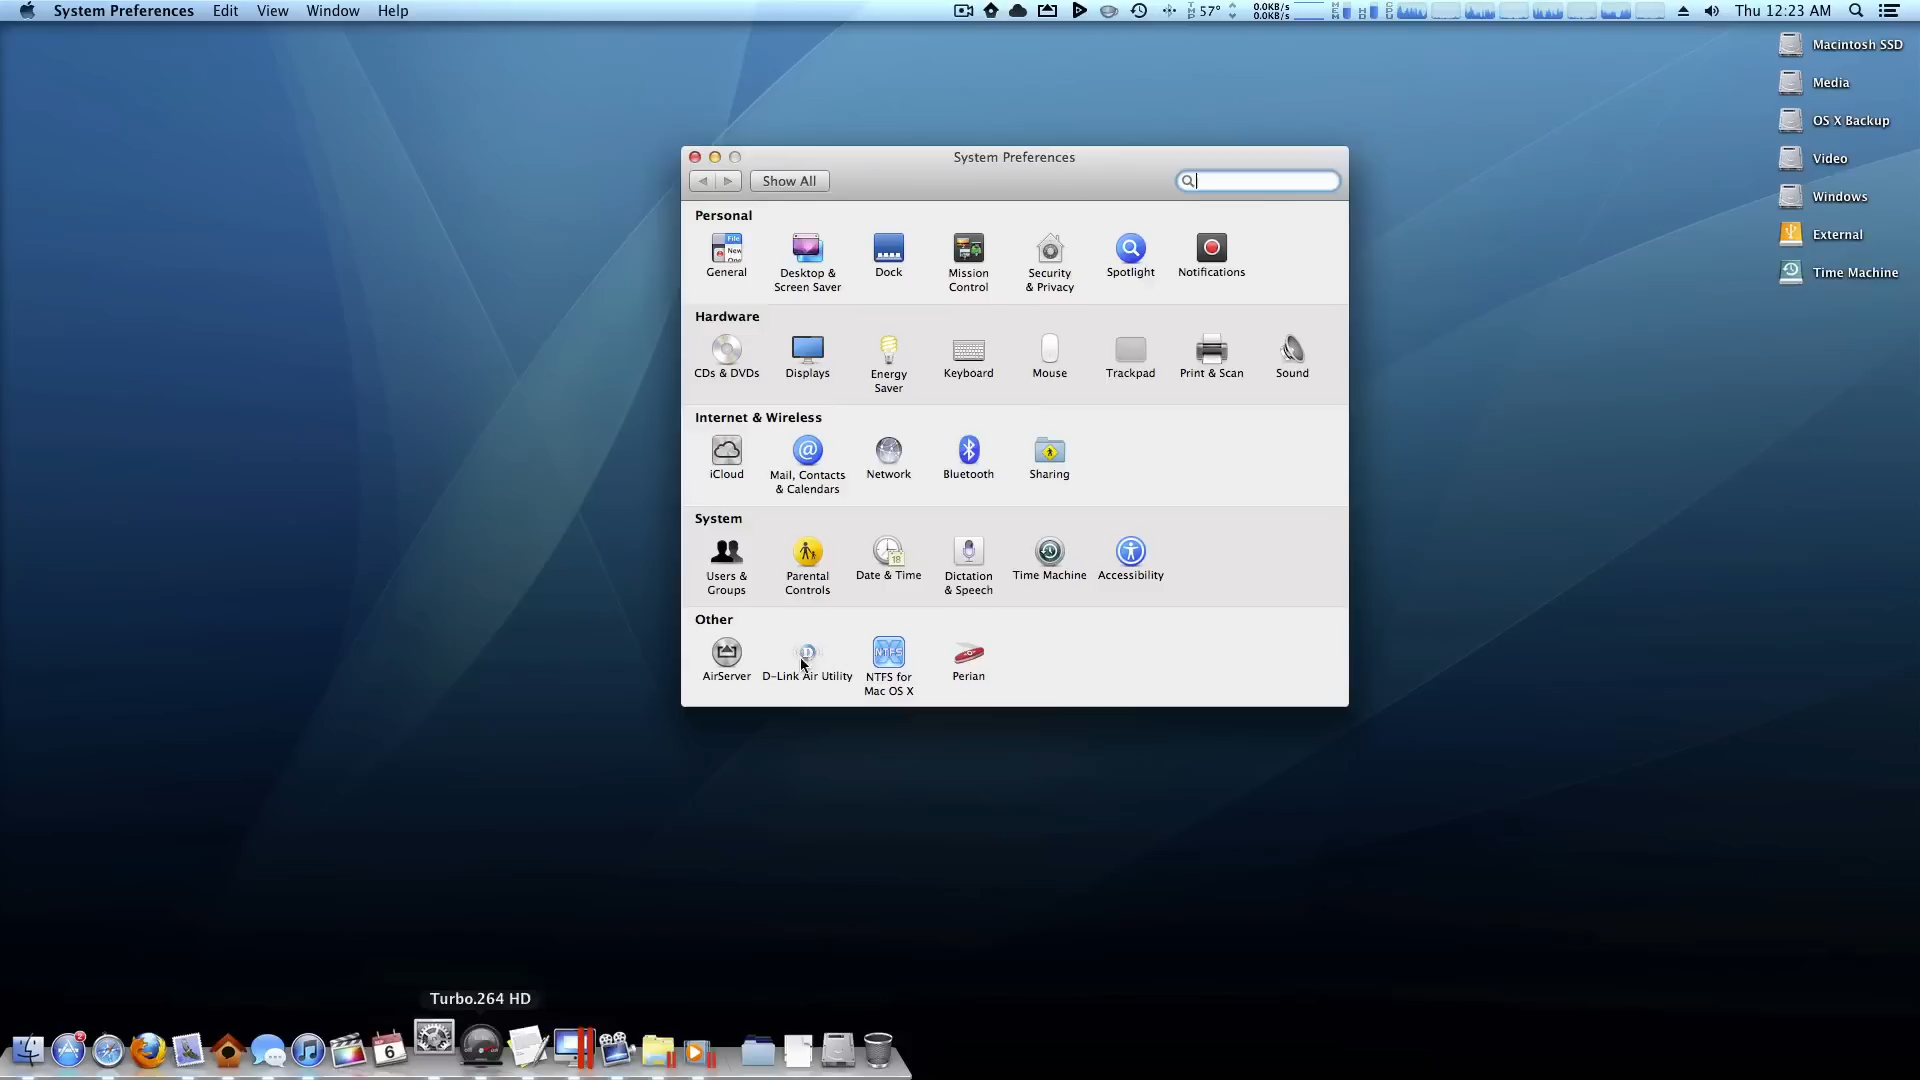 System Preferences Edit View Window Help
57° 0.0KB/s 0.0KB/s Thu 12:23 AM
Macintosh SSD
Media
OS X Backup
Video
Windows
External
Time Machine
System Preferences
Show All
Personal
General
Desktop & Screen Saver
Dock
Mission Control
Security & Privacy
Spotlight
Notifications
Hardware
CDs & DVDs
Displays
Energy Saver
Keyboard
Mouse
Trackpad
Print & Scan
Sound
Internet & Wireless
iCloud
Mail, Contacts & Calendars
Network
Bluetooth
Sharing
System
Users & Groups
Parental Controls
Date & Time
Dictation & Speech
Time Machine
Accessibility
Other
AirServer
D-Link Air Utility
NTFS for Mac OS X
Perian
Turbo.264 HD